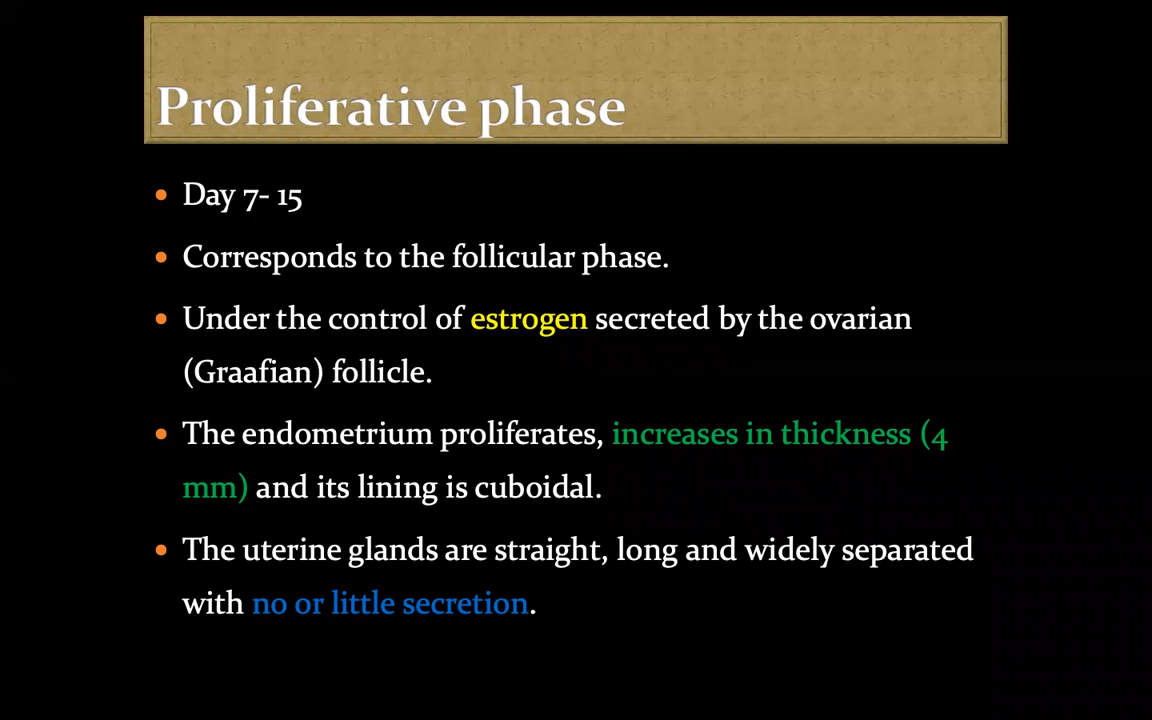 Proliferative phase
• Day 7- 15
• Corresponds to the follicular phase.
• Under the control of estrogen secreted by the ovarian
(Graafian) follicle.
• The endometrium proliferates, increases in thickness (4
mm) and its lining is cuboidal.
• The uterine glands are straight, long and widely separated
with no or little secretion.